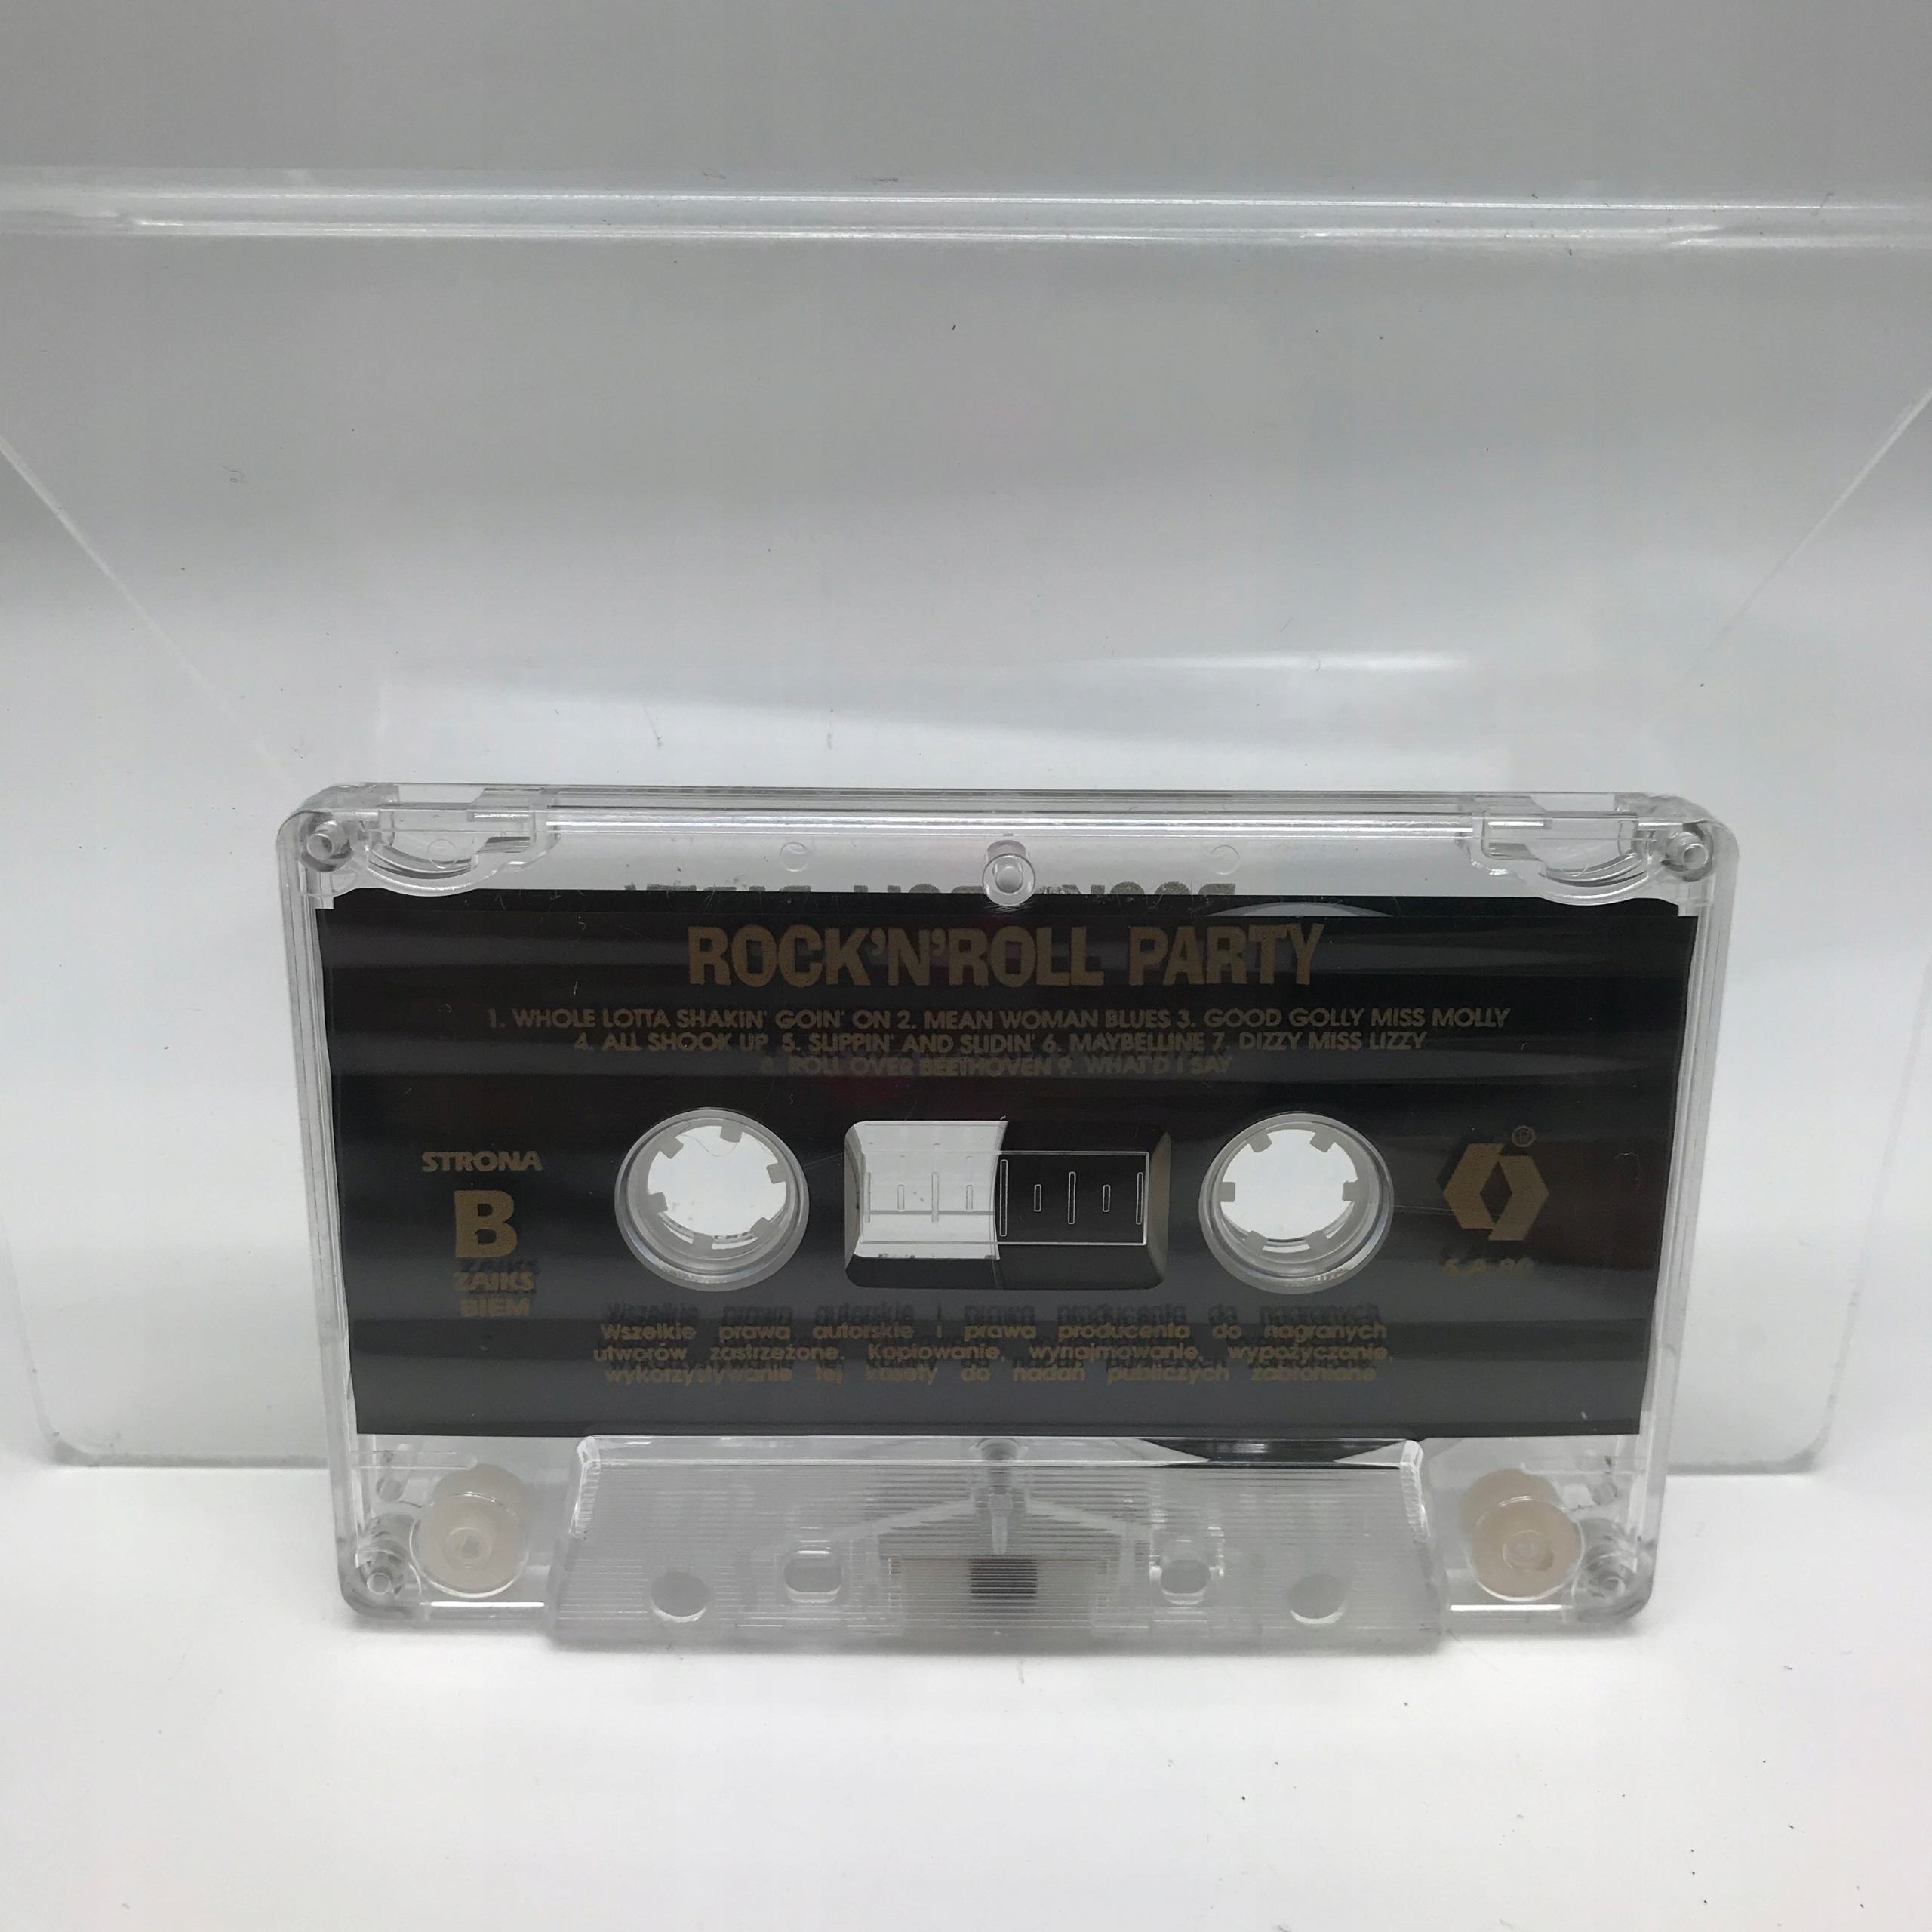 ROCK'N'ROLL PARTY
1. WHOLE LOTTA SHAKIN' GOIN' ON 2. MEAN WOMAN BLUES 3. GOOD GOLLY MISS MOLLY
4. ALL SHOOK UP 5. SLIPPIN' AND SLIDIN' 6. MAYBELLINE 7. DIZZY MISS LIZZY
8. ROLL OVER BEETHOVEN 9. WHAT'D I SAY
STRONA
B
ZAIKS
BIEM
®
Wszelkie prawa autorskie i prawa producenta do nagranych
utworów zastrzeżone. Kopiowanie, wynajmowanie, wypożyczanie,
wykorzystywanie tej kasety do nadań publiczych zabronione